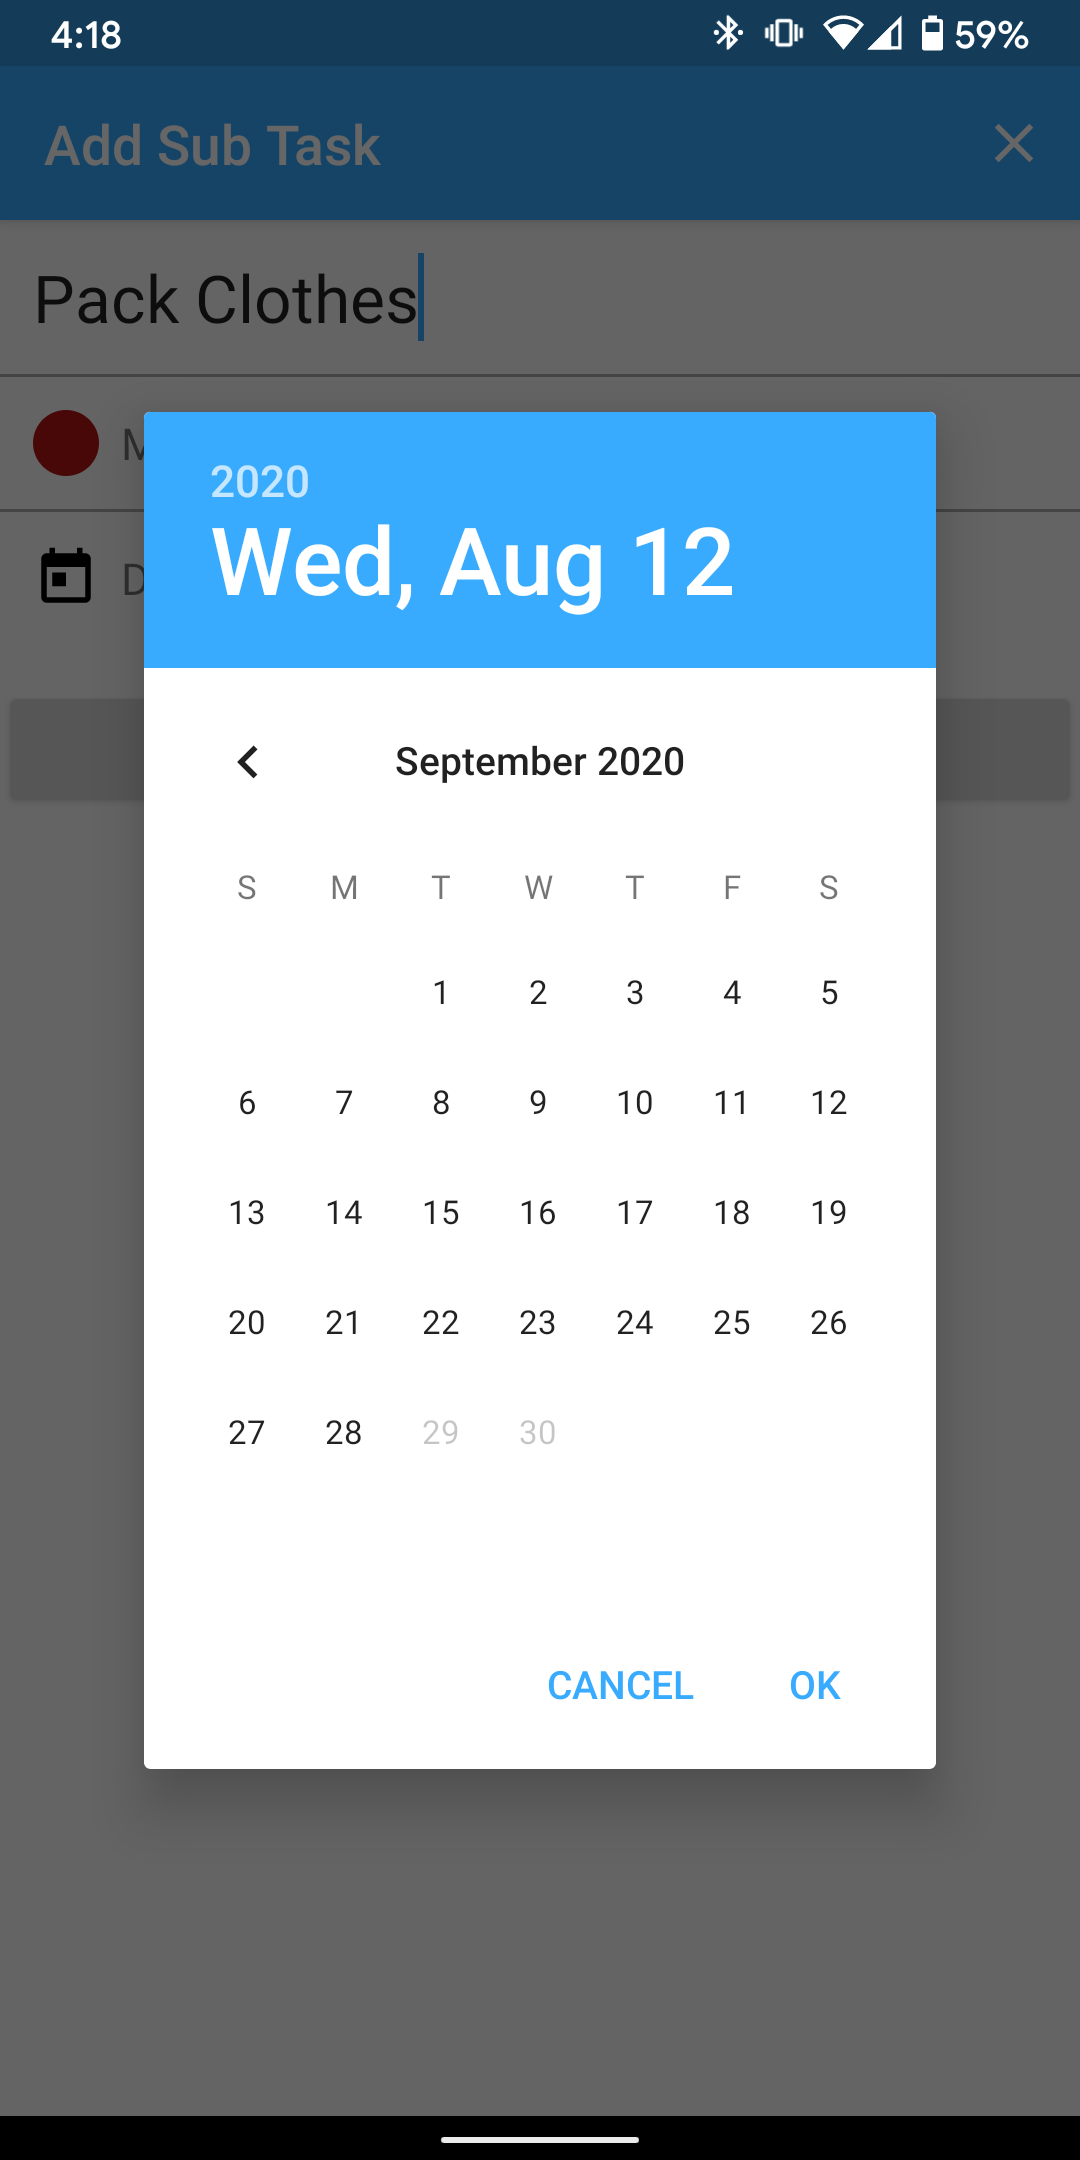 4:18 59%
Add Sub Task
Pack Clothes
2020
Wed, Aug 12
September 2020
S M T W T F S
1 2 3 4 5
6 7 8 9 10 11 12
13 14 15 16 17 18 19
20 21 22 23 24 25 26
27 28 29 30
CANCEL OK